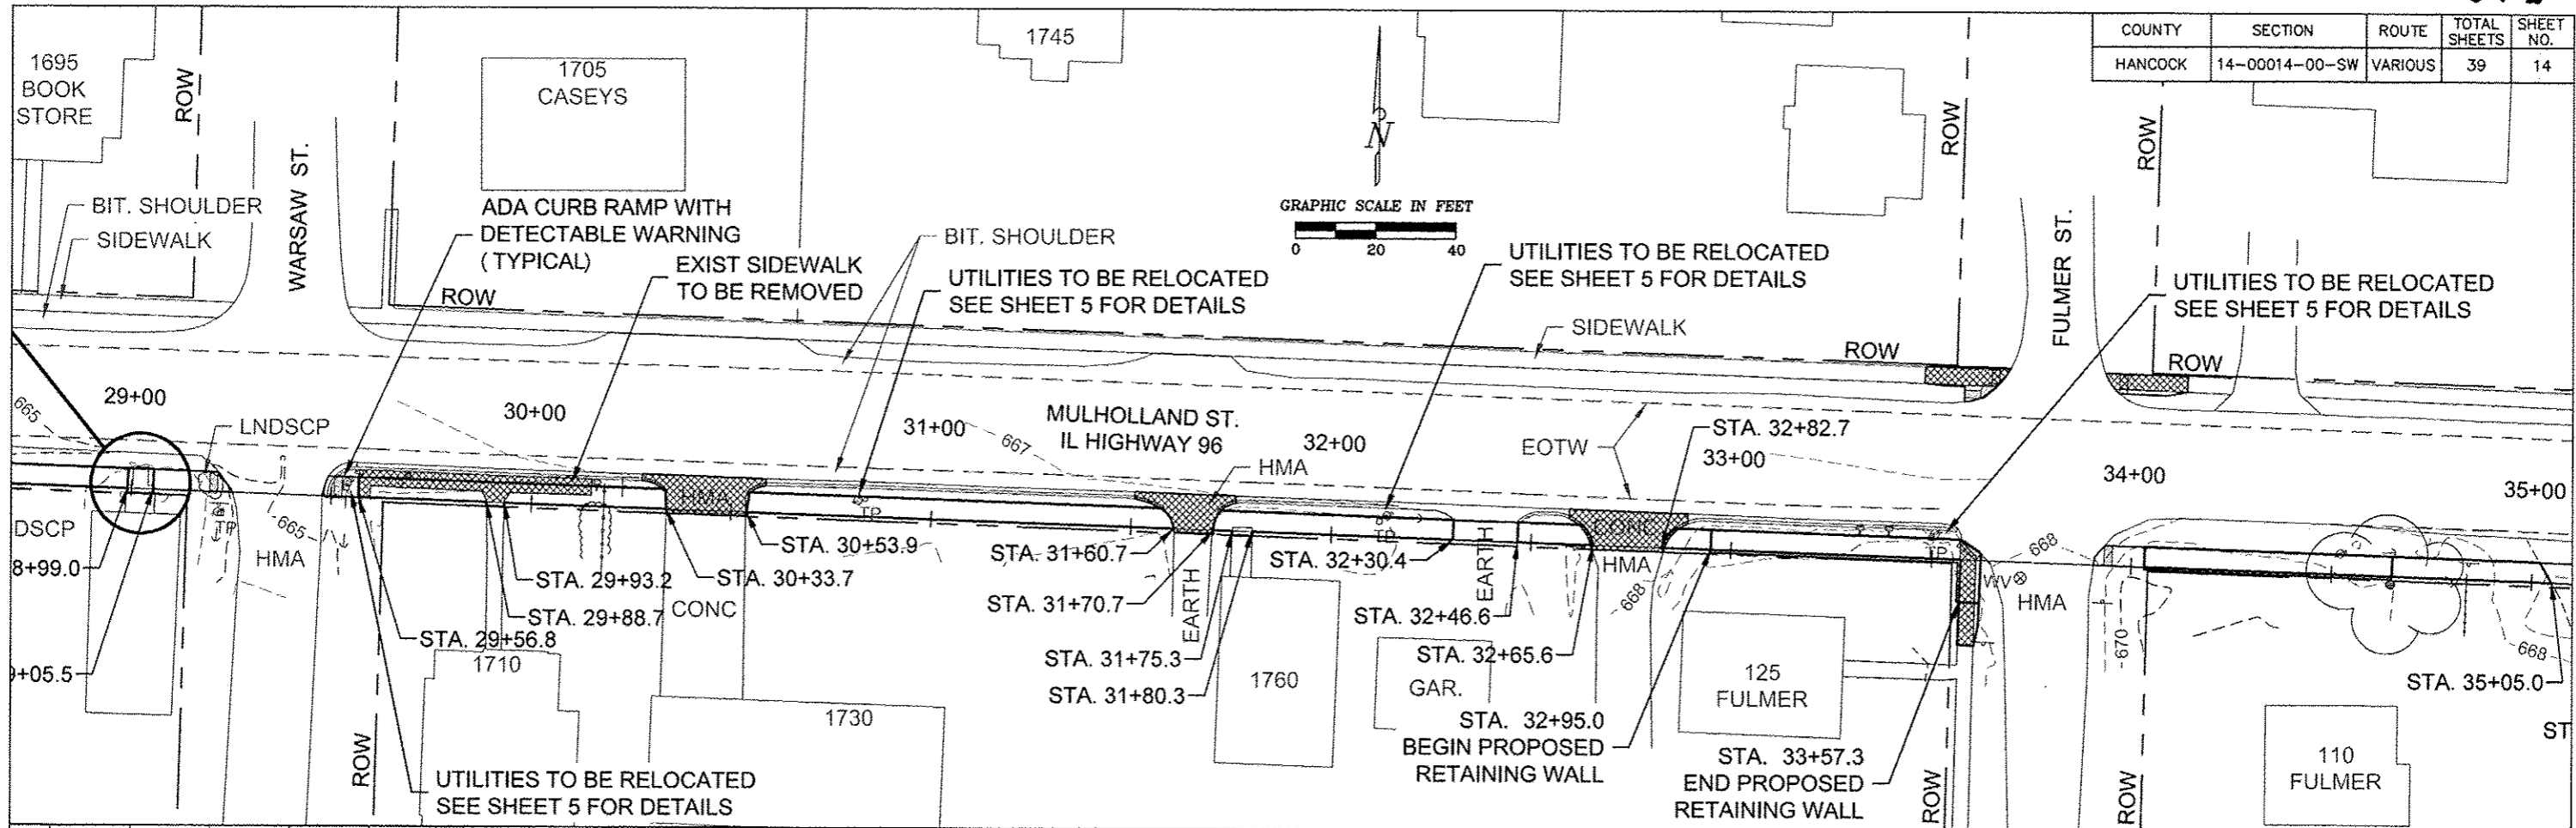 COUNTY SECTION ROUTE TOTAL SHEETS SHEET NO.
HANCOCK 14-00014-00-SW VARIOUS 39 14
1695
BOOK
STORE
ROW
WARSAW ST.
1705
CASEYS
1745
N
ROW
ROW
FULMER ST.
BIT. SHOULDER
SIDEWALK
ADA CURB RAMP WITH
DETECTABLE WARNING
(TYPICAL)
EXIST SIDEWALK
TO BE REMOVED
ROW
BIT. SHOULDER
UTILITIES TO BE RELOCATED
SEE SHEET 5 FOR DETAILS
GRAPHIC SCALE IN FEET
0 20 40
UTILITIES TO BE RELOCATED
SEE SHEET 5 FOR DETAILS
SIDEWALK
ROW
UTILITIES TO BE RELOCATED
SEE SHEET 5 FOR DETAILS
ROW
665
29+00
30+00
31+00
667
MULHOLLAND ST.
IL HIGHWAY 96
32+00
EOTW
STA. 32+82.7
33+00
34+00
35+00
LNDSCP
HMA
HMA
CONC
TP
TP
TP
TP
DSCP
665
HMA
8+99.0
STA. 29+93.2
STA. 29+88.7
STA. 29+56.8
STA. 30+53.9
STA. 30+33.7
CONC
STA. 31+60.7
STA. 31+70.7
EARTH
STA. 31+75.3
STA. 31+80.3
STA. 32+30.4
EARTH
STA. 32+46.6
STA. 32+65.6
HMA
668
WV
HMA
668
670
668
STA. 35+05.0
+05.5
1710
1730
1760
GAR.
125
FULMER
STA. 32+95.0
BEGIN PROPOSED
RETAINING WALL
STA. 33+57.3
END PROPOSED
RETAINING WALL
ROW
UTILITIES TO BE RELOCATED
SEE SHEET 5 FOR DETAILS
ROW
ROW
110
FULMER
ST